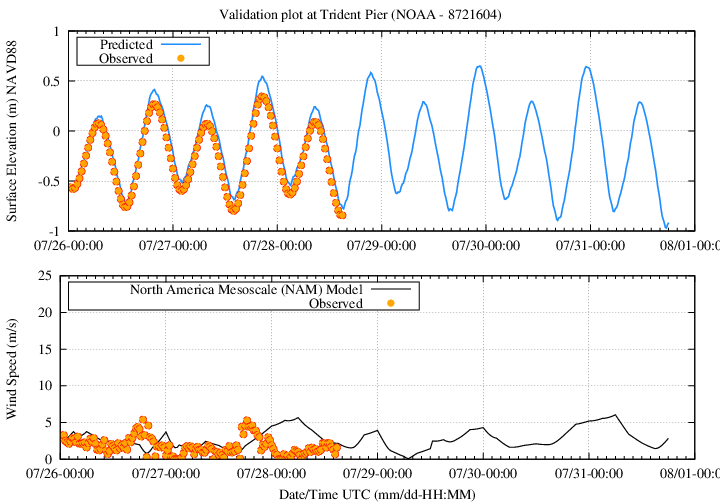 Validation plot at Trident Pier (NOAA - 8721604)
Surface Elevation (m) NAVD88
Predicted
Observed
1
0.5
0
-0.5
-1
07/26-00:00 07/27-00:00 07/28-00:00 07/29-00:00 07/30-00:00 07/31-00:00 08/01-00:00
Wind Speed (m/s)
North America Mesoscale (NAM) Model
Observed
25
20
15
10
5
0
07/26-00:00 07/27-00:00 07/28-00:00 07/29-00:00 07/30-00:00 07/31-00:00 08/01-00:00
Date/Time UTC (mm/dd-HH:MM)